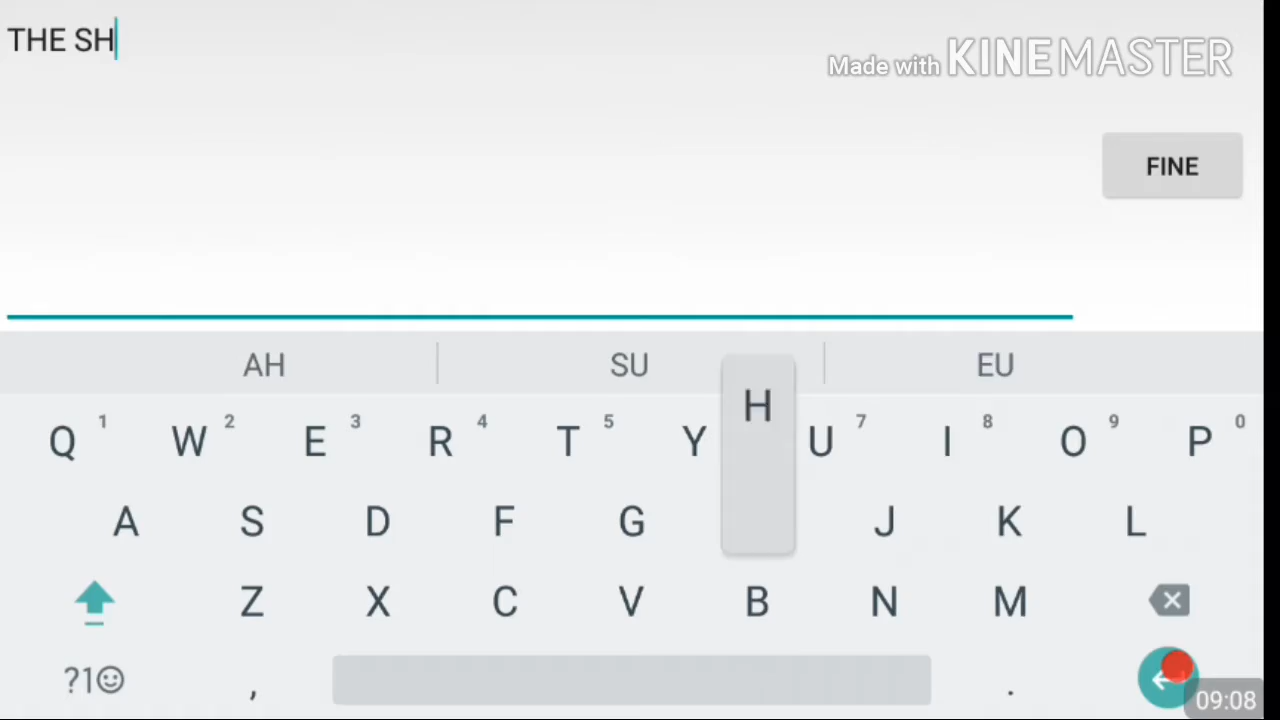 THE SH
Made with KINEMASTER
FINE
AH SU EU
H
Q 1 W 2 E 3 R 4 T 5 Y U 7 I 8 O 9 P 0
A S D F G J K L
Z X C V B N M
?1☺ , .
09:08